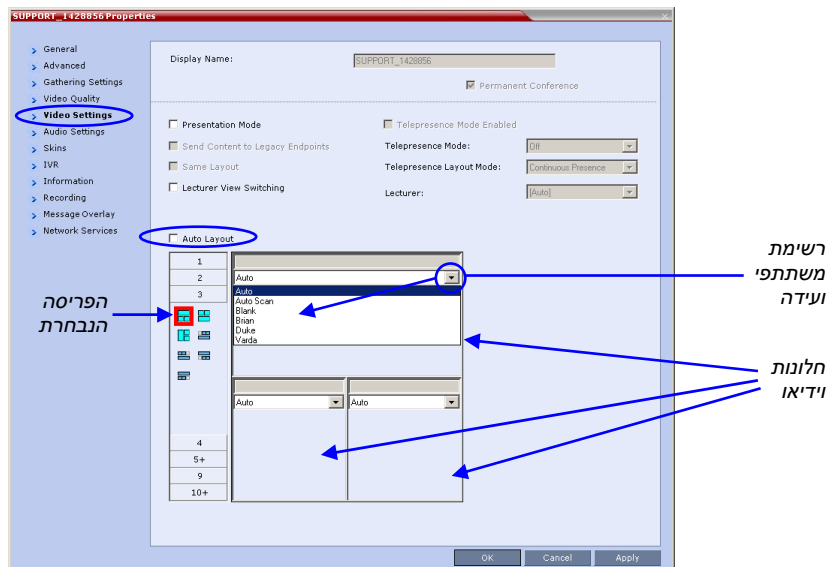 SUPPORT_1428856 Properties
General
Advanced
Gathering Settings
Video Quality
Video Settings
Audio Settings
Skins
IVR
Information
Recording
Message Overlay
Network Services
Display Name:
SUPPORT_1428856
Permanent Conference
Presentation Mode
Telepresence Mode Enabled
Send Content to Legacy Endpoints
Telepresence Mode:
Off
Same Layout
Telepresence Layout Mode:
Continuous Presence
Lecturer View Switching
Lecturer:
[Auto]
Auto Layout
1
2
3
Auto
Auto
Auto Scan
Blank
Brian
Duke
Varda
Auto
Auto
4
5+
9
10+
OK
Cancel
Apply
רשימת
משתתפי
ועידה
הפריסה
הנבחרת
חלונות
וידיאו